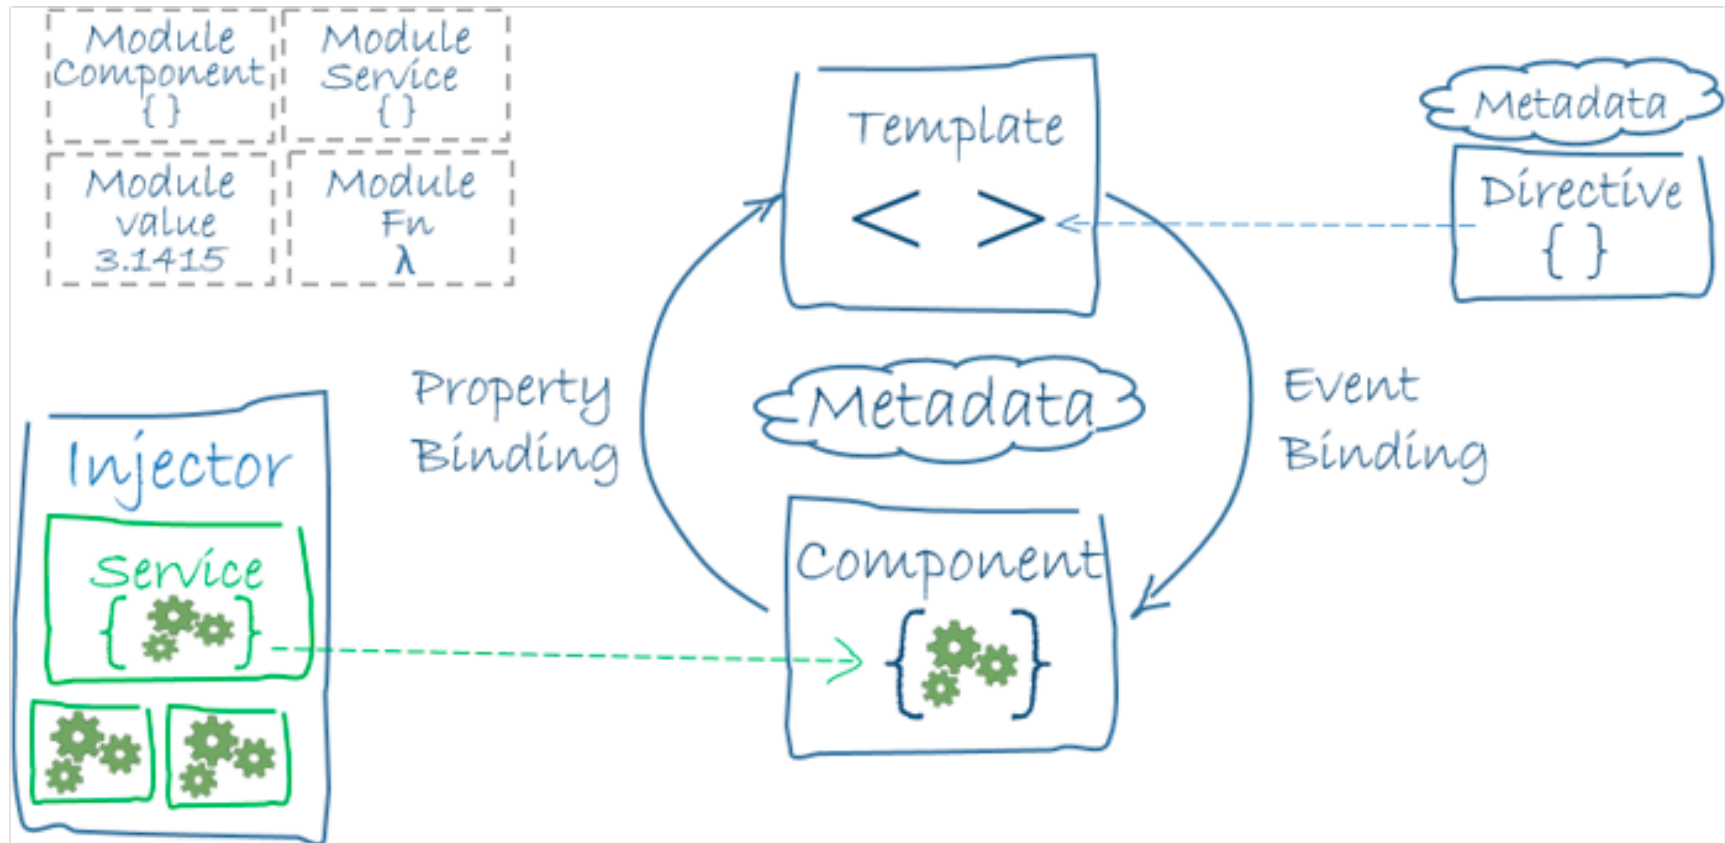 Module
Component
{ }
Module
Service
{ }
Module
value
3.1415
Module
Fn
λ
Template
< >
Metadata
Directive
{ }
Property
Binding
Metadata
Event
Binding
Injector
Service
{ }
Component
{ }